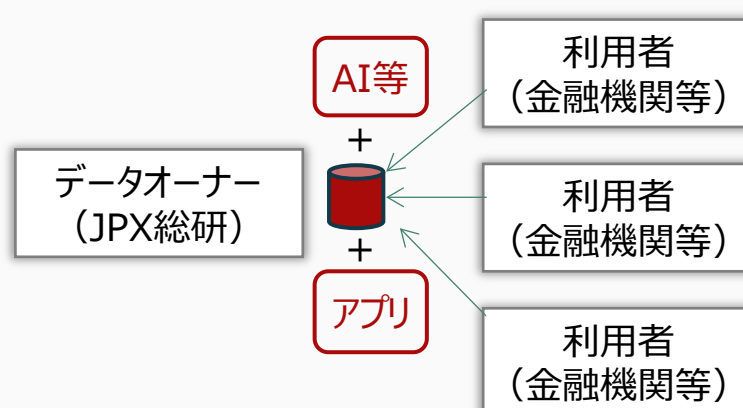 データオーナー
（JPX総研）
AI等
+
+
アプリ
利用者
（金融機関等）
利用者
（金融機関等）
利用者
（金融機関等）